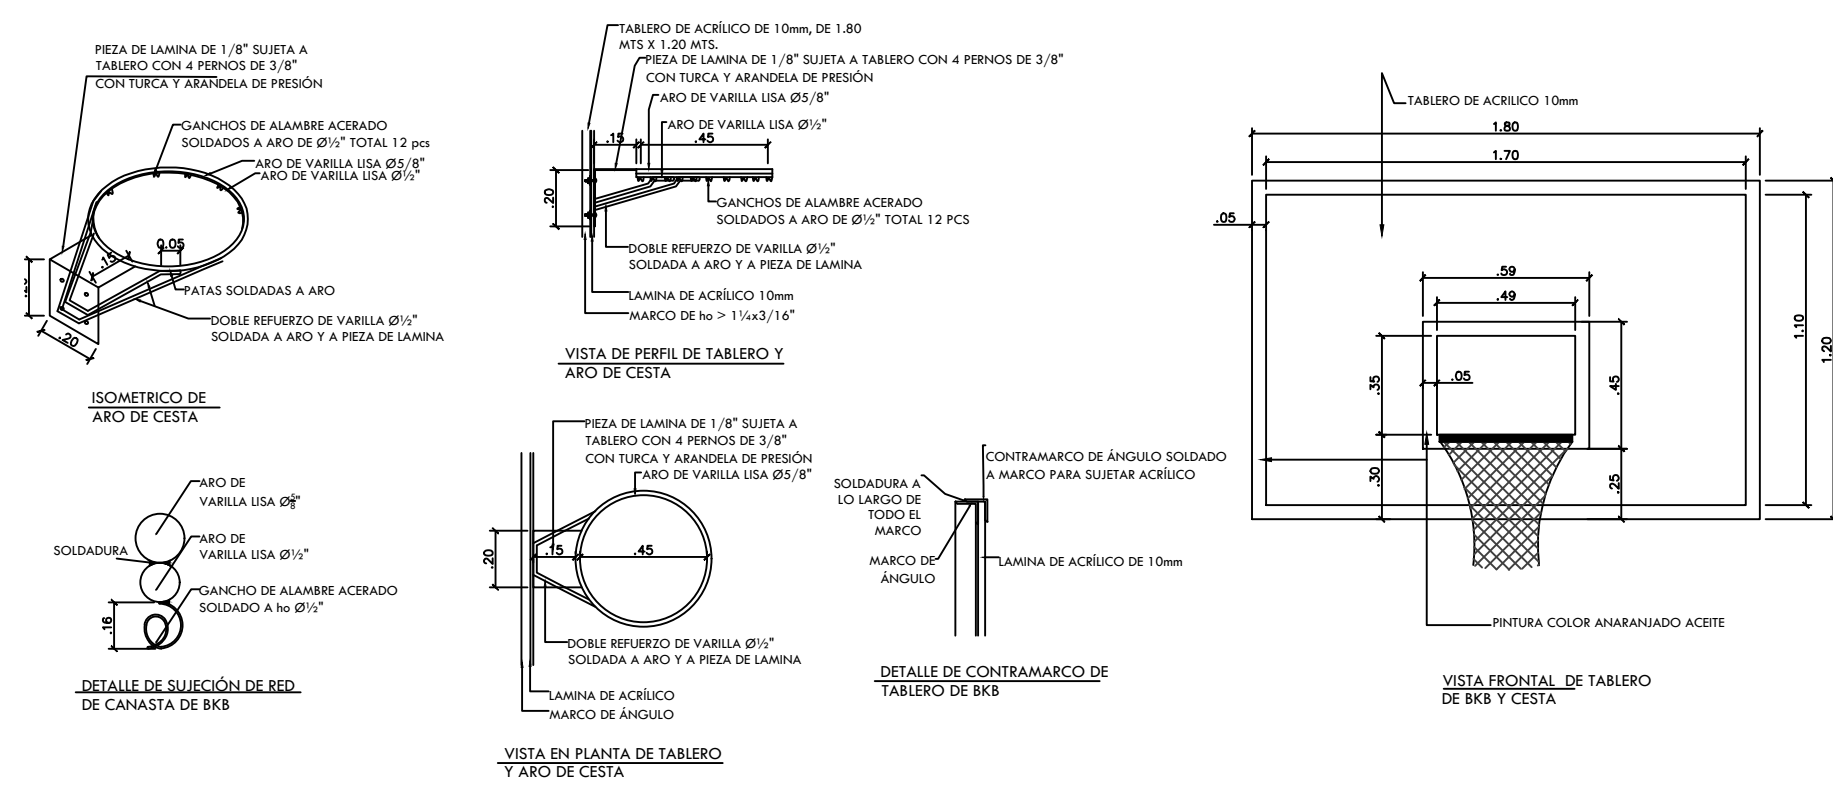 PIEZA DE LAMINA DE 1/8" SUJETA A
TABLERO CON 4 PERNOS DE 3/8"
CON TURCA Y ARANDELA DE PRESIÓN
GANCHOS DE ALAMBRE ACERADO
SOLDADOS A ARO DE Ø½" TOTAL 12 pcs
ARO DE VARILLA LISA Ø5/8"
ARO DE VARILLA LISA Ø½"
0.05
.15
PATAS SOLDADAS A ARO
DOBLE REFUERZO DE VARILLA Ø½"
SOLDADA A ARO Y A PIEZA DE LAMINA
.20
ISOMETRICO DE
ARO DE CESTA
TABLERO DE ACRÍLICO DE 10mm, DE 1.80
MTS X 1.20 MTS.
PIEZA DE LAMINA DE 1/8" SUJETA A TABLERO CON 4 PERNOS DE 3/8"
CON TURCA Y ARANDELA DE PRESIÓN
ARO DE VARILLA LISA Ø5/8"
ARO DE VARILLA LISA Ø½"
.15
.45
.20
GANCHOS DE ALAMBRE ACERADO
SOLDADOS A ARO DE Ø½" TOTAL 12 PCS
DOBLE REFUERZO DE VARILLA Ø½"
SOLDADA A ARO Y A PIEZA DE LAMINA
LAMINA DE ACRÍLICO 10mm
MARCO DE ho > 1¼x3/16"
VISTA DE PERFIL DE TABLERO Y
ARO DE CESTA
TABLERO DE ACRILICO 10mm
1.80
1.70
.05
.59
.49
1.10
1.20
.35
.05
.45
.30
.25
PINTURA COLOR ANARANJADO ACEITE
VISTA FRONTAL DE TABLERO
DE BKB Y CESTA
ARO DE
VARILLA LISA Ø⅝"
ARO DE
VARILLA LISA Ø½"
SOLDADURA
GANCHO DE ALAMBRE ACERADO
SOLDADO A ho Ø½"
.16
DETALLE DE SUJECIÓN DE RED
DE CANASTA DE BKB
PIEZA DE LAMINA DE 1/8" SUJETA A
TABLERO CON 4 PERNOS DE 3/8"
CON TURCA Y ARANDELA DE PRESIÓN
ARO DE VARILLA LISA Ø5/8"
.20
.15
.45
DOBLE REFUERZO DE VARILLA Ø½"
SOLDADA A ARO Y A PIEZA DE LAMINA
LAMINA DE ACRÍLICO
MARCO DE ÁNGULO
VISTA EN PLANTA DE TABLERO
Y ARO DE CESTA
CONTRAMARCO DE ÁNGULO SOLDADO
A MARCO PARA SUJETAR ACRÍLICO
SOLDADURA A
LO LARGO DE
TODO EL
MARCO
MARCO DE
ÁNGULO
LAMINA DE ACRÍLICO DE 10mm
DETALLE DE CONTRAMARCO DE
TABLERO DE BKB